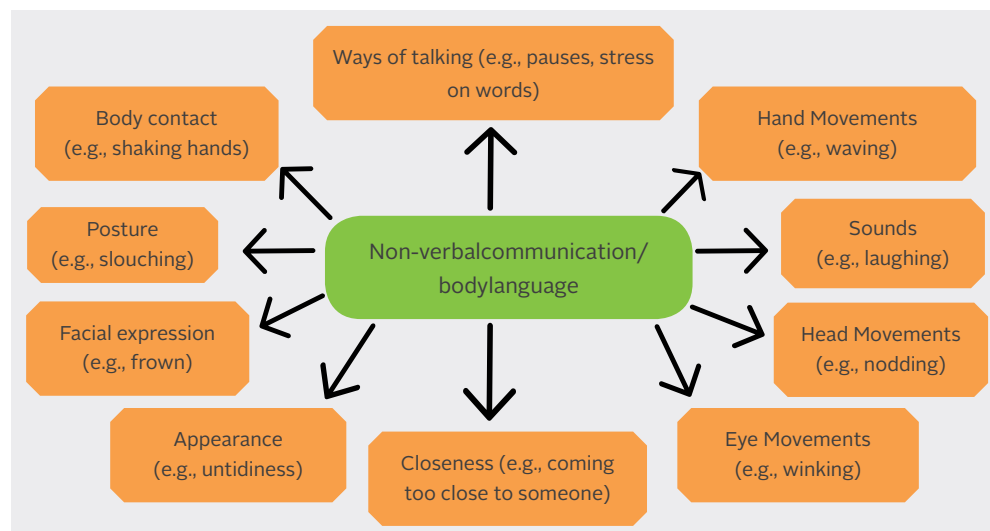 Ways of talking (e.g., pauses, stress
on words)
Body contact
(e.g., shaking hands)
Hand Movements
(e.g., waving)
Posture
(e.g., slouching)
Non-verbalcommunication/
bodylanguage
Sounds
(e.g., laughing)
Facial expression
(e.g., frown)
Head Movements
(e.g., nodding)
Appearance
(e.g., untidiness)
Closeness (e.g., coming
too close to someone)
Eye Movements
(e.g., winking)